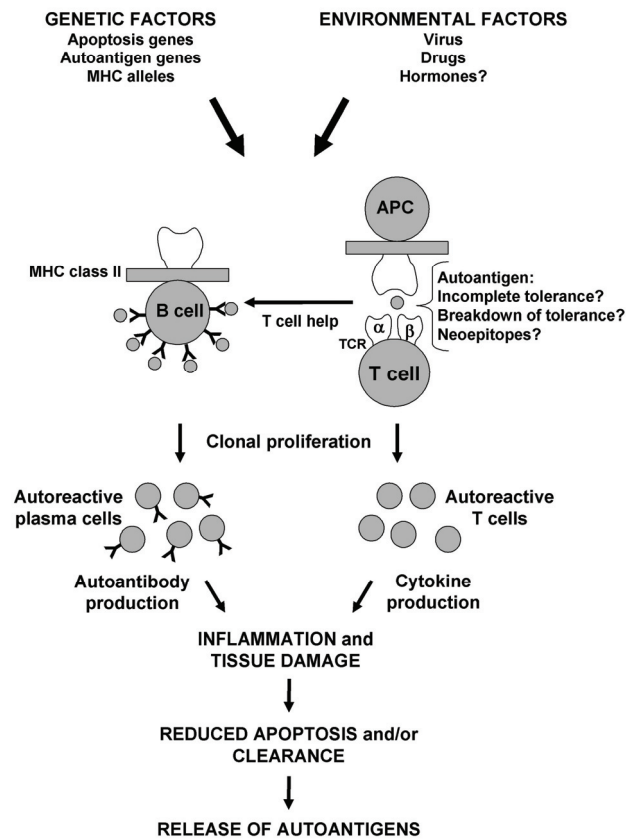 GENETIC FACTORS
Apoptosis genes
Autoantigen genes
MHC alleles
ENVIRONMENTAL FACTORS
Virus
Drugs
Hormones?
APC
MHC class II
B cell
T cell help
Autoantigen:
Incomplete tolerance?
Breakdown of tolerance?
Neoepitopes?
TCR
α
β
T cell
Clonal proliferation
Autoreactive
plasma cells
Autoreactive
T cells
Autoantibody
production
Cytokine
production
INFLAMMATION and
TISSUE DAMAGE
REDUCED APOPTOSIS and/or
CLEARANCE
RELEASE OF AUTOANTIGENS